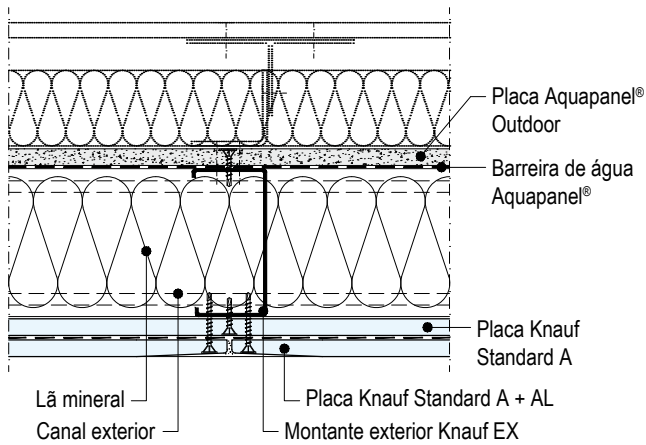 Placa Aquapanel®
Outdoor
Barreira de água
Aquapanel®
Placa Knauf
Standard A
Lã mineral
Placa Knauf Standard A + AL
Canal exterior
Montante exterior Knauf EX